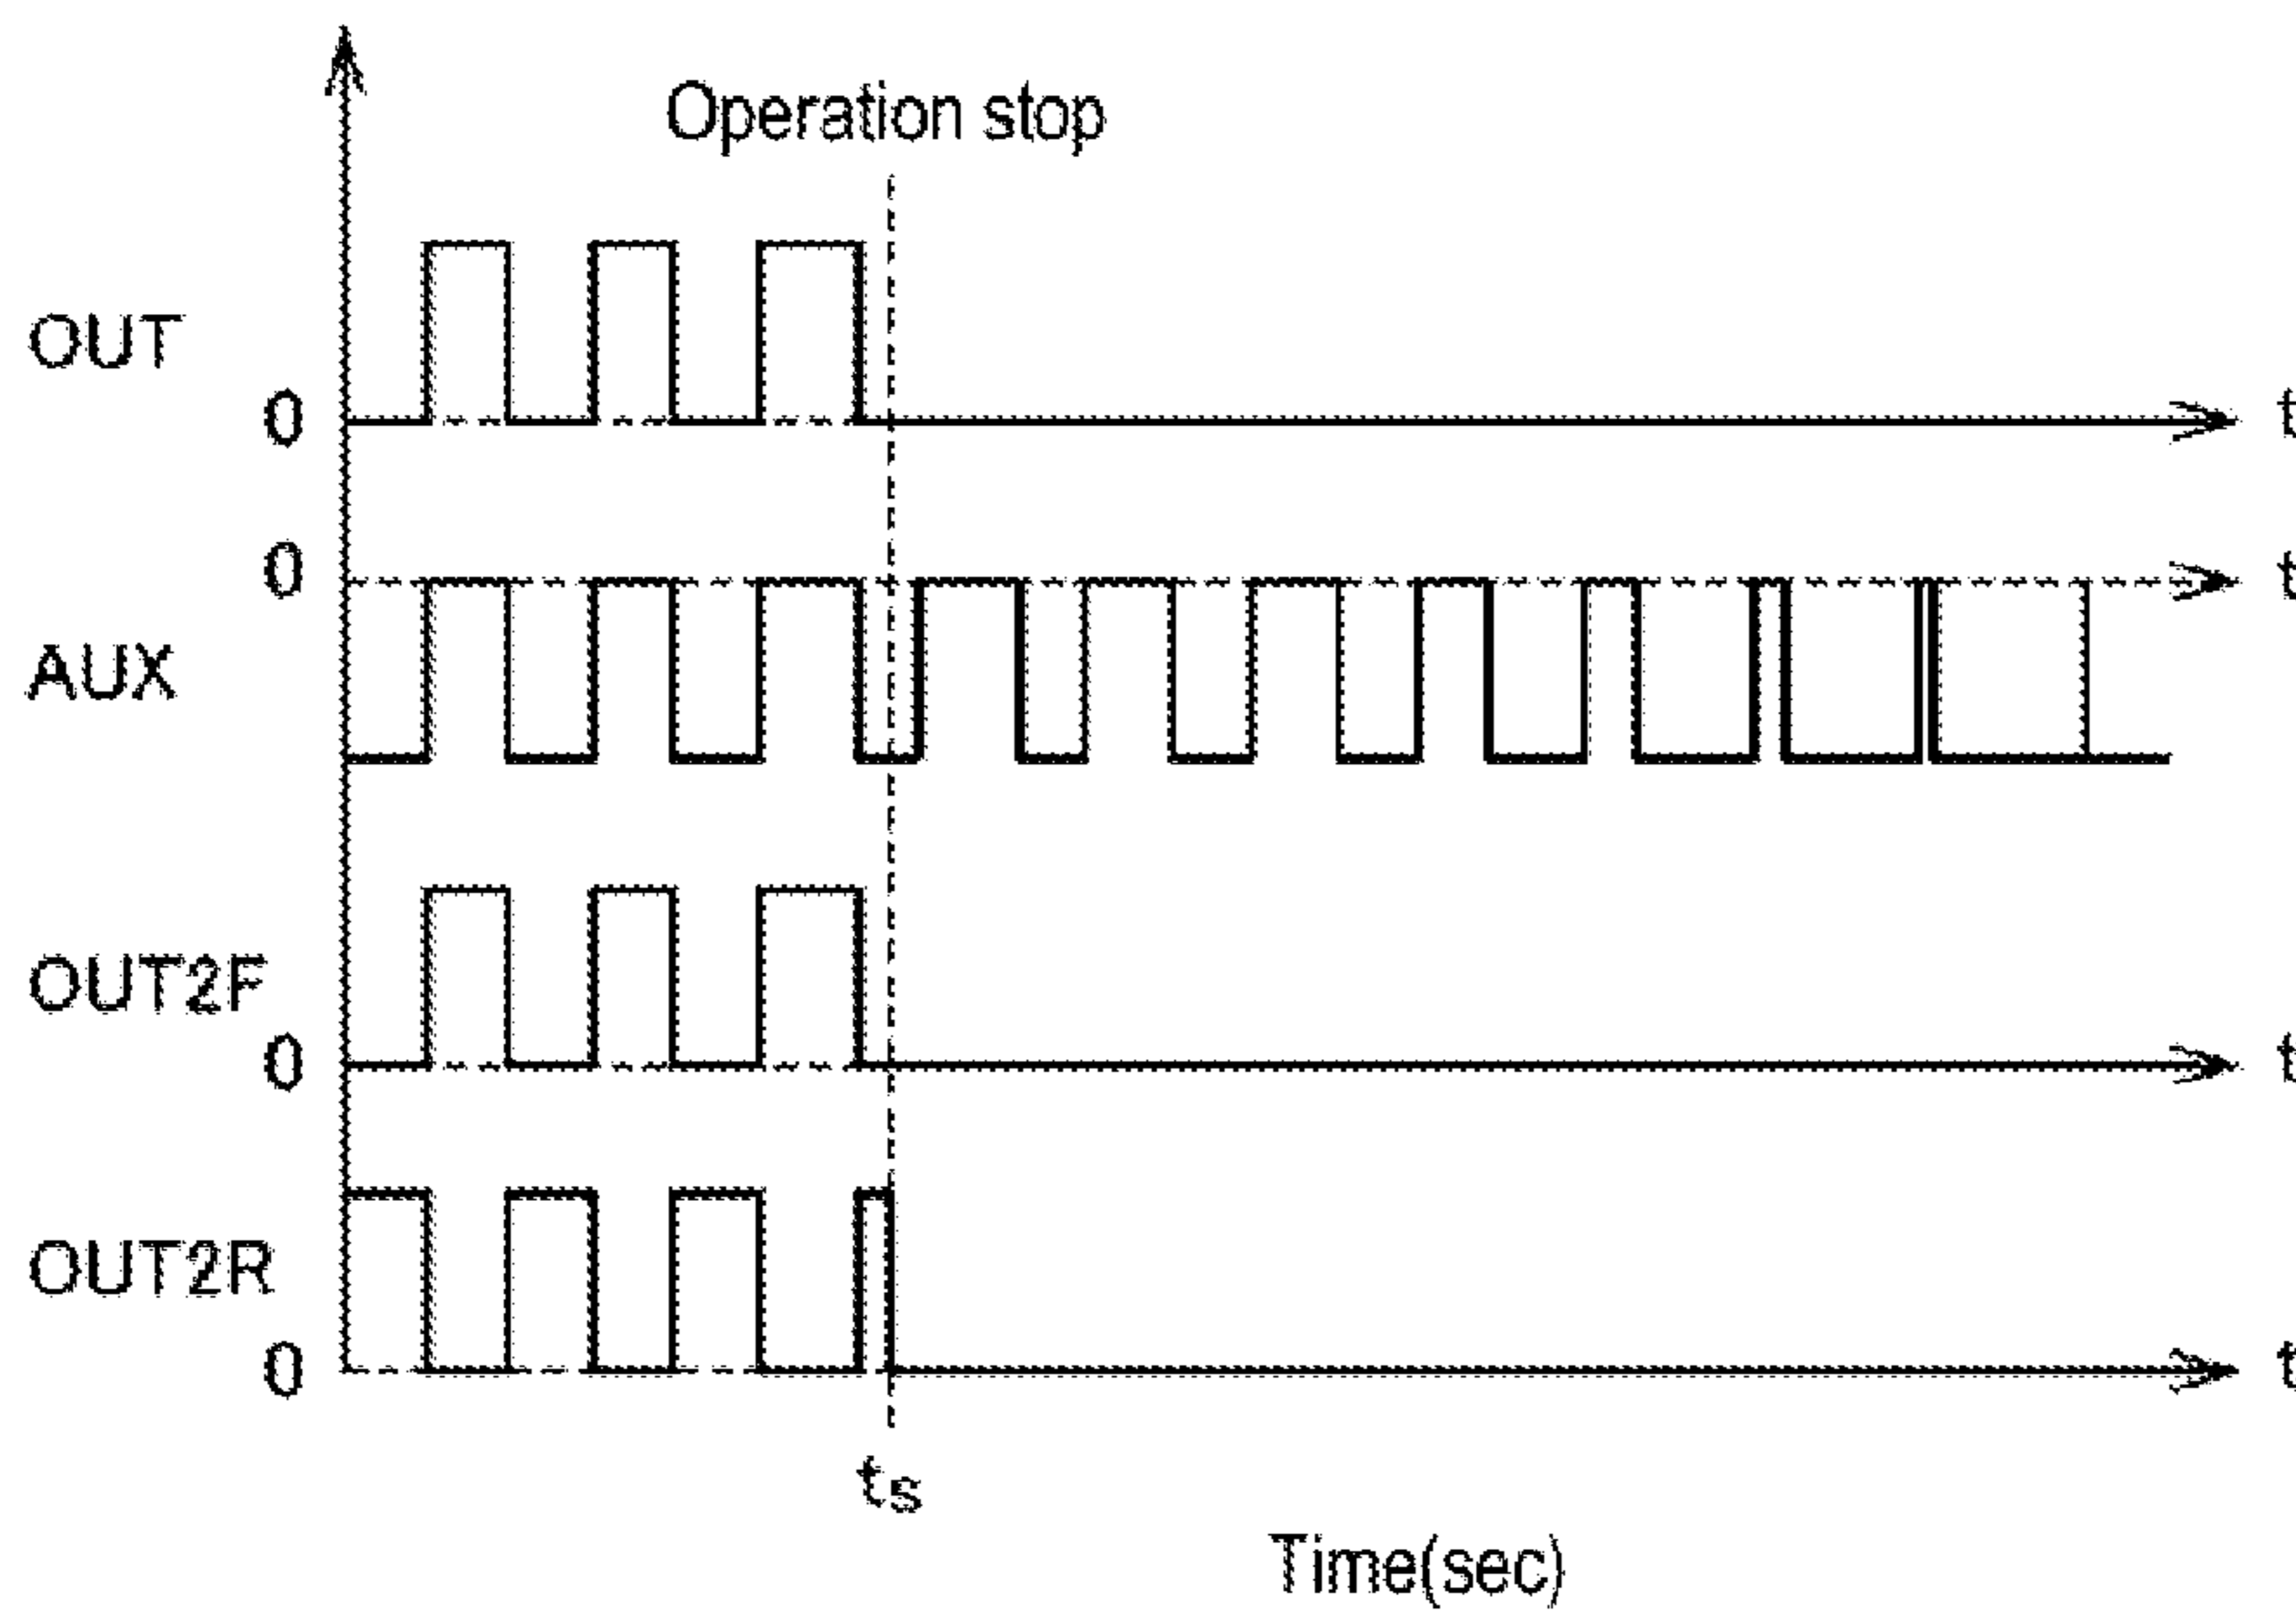 Operation stop
OUT
0
t
0
t
AUX
OUT2F
0
t
OUT2R
0
t
ts
Time(sec)